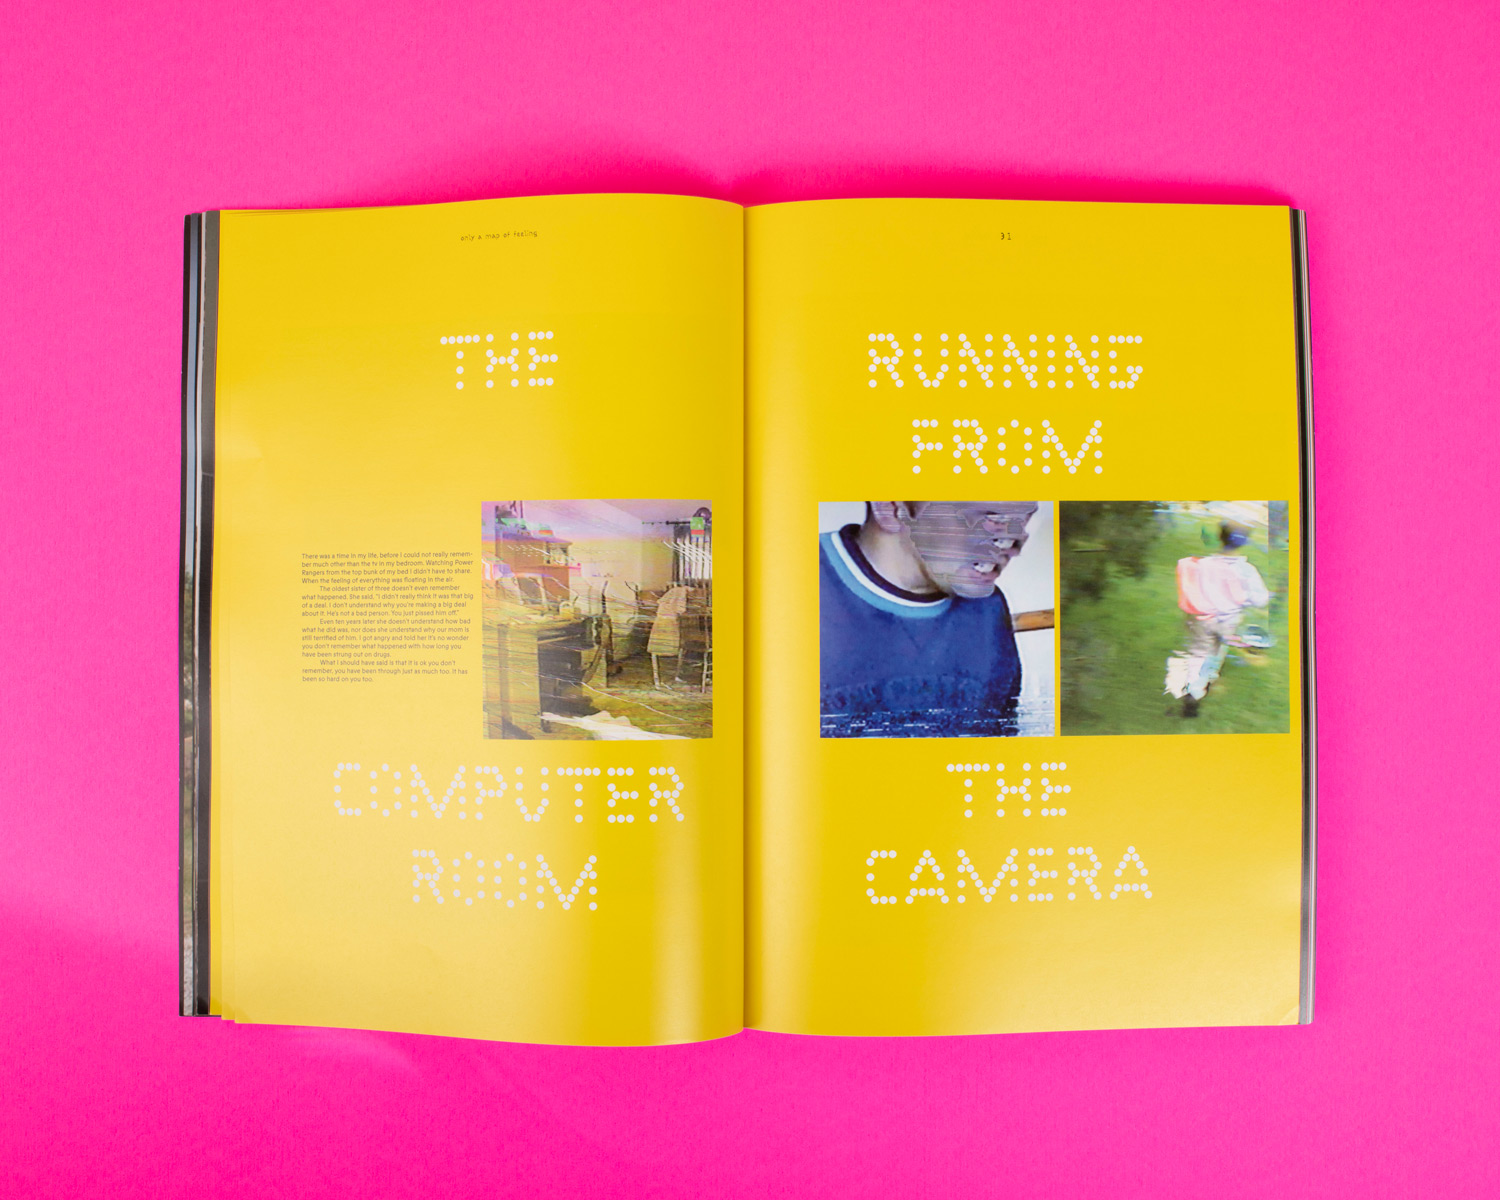 only a map of feeling
THE
There was a time in my life, before I could not really remem-
ber much other than the tv in my bedroom. Watching Power
Rangers from the top bunk of my bed I didn't have to share.
When the feeling of everything was floating in the air.
The oldest sister of three doesn't even remember
what happened. She said, "I didn't really think it was that big
of a deal. I don't understand why you're making a big deal
about it. He's not a bad person. You just pissed him off."
Even ten years later she doesn't understand how bad
what he did was, nor does she understand why our mom is
still terrified of him. I got angry and told her it's no wonder
you don't remember what happened with how long you
have been strung out on drugs.
What I should have said is that it is ok you don't
remember, you have been through just as much too. It has
been so hard on you too.
COMPUTER
ROOM
31
RUNNING
FROM
THE
CAMERA